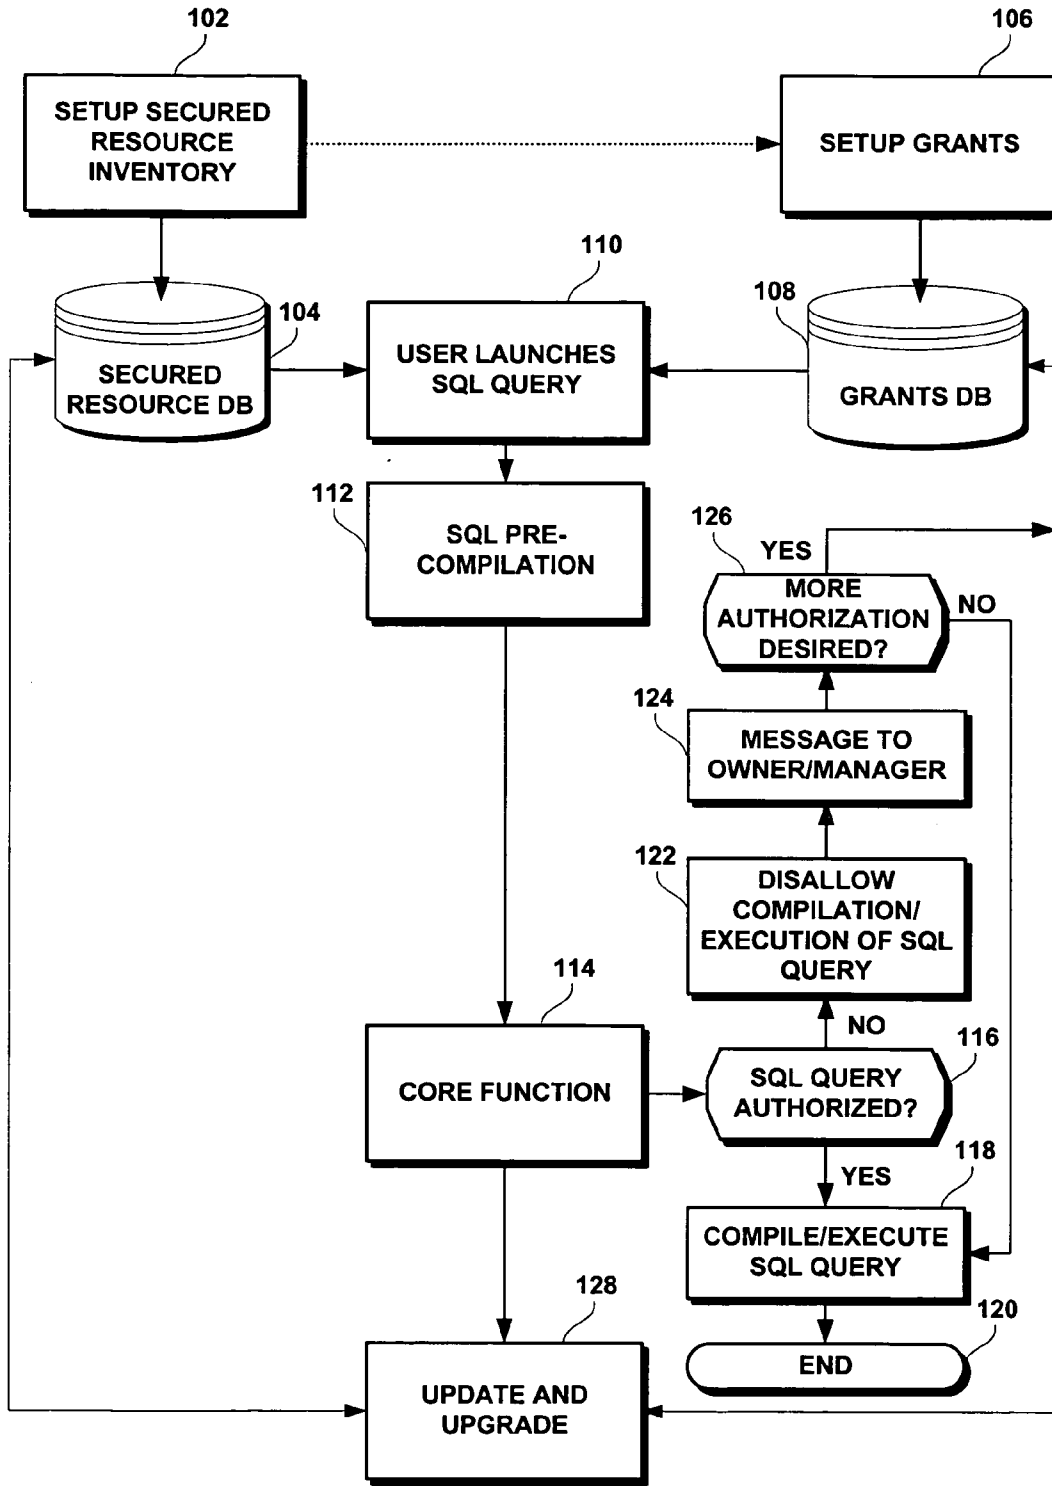 102
106
SETUP SECURED
RESOURCE
INVENTORY
SETUP GRANTS
110
104
108
USER LAUNCHES
SQL QUERY
SECURED
RESOURCE DB
GRANTS DB
112
SQL PRE-
COMPILATION
126
YES
MORE
AUTHORIZATION
DESIRED?
NO
124
MESSAGE TO
OWNER/MANAGER
122
DISALLOW
COMPILATION/
EXECUTION OF SQL
QUERY
114
NO
116
CORE FUNCTION
SQL QUERY
AUTHORIZED?
YES
118
COMPILE/EXECUTE
SQL QUERY
128
120
END
UPDATE AND
UPGRADE